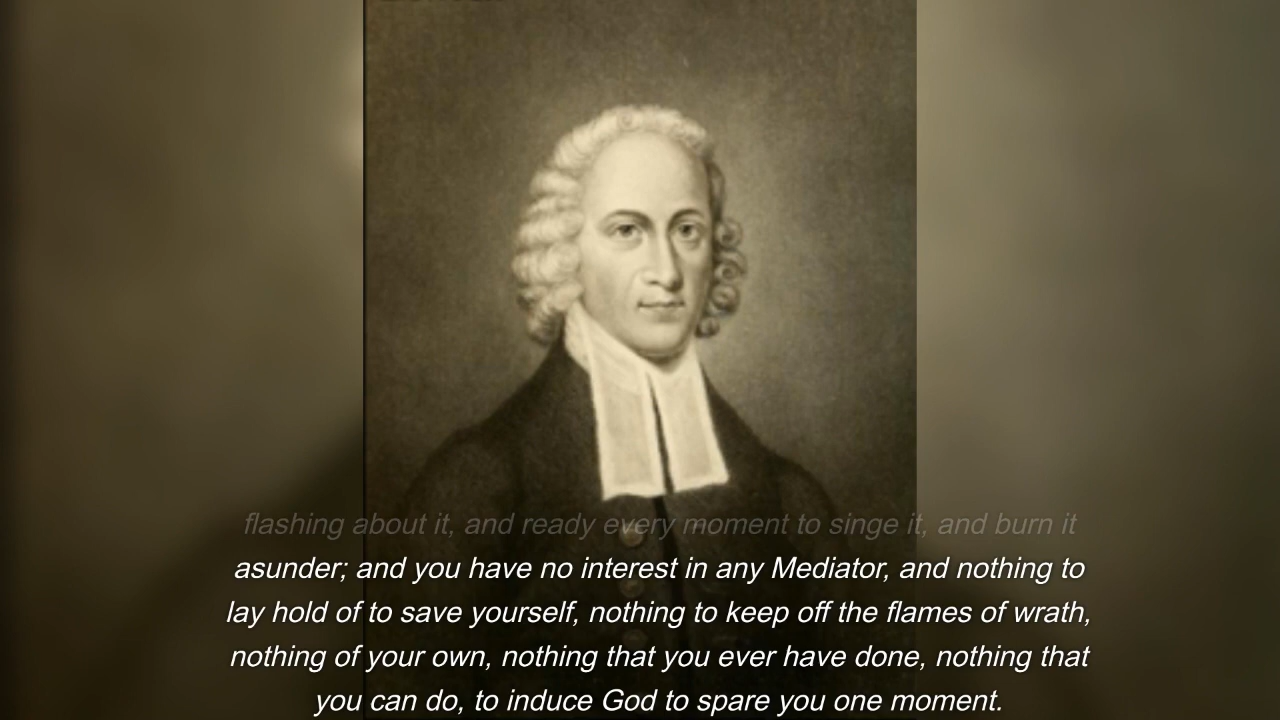 flashing about it, and ready every moment to singe it, and burn it
asunder; and you have no interest in any Mediator, and nothing to
lay hold of to save yourself, nothing to keep off the flames of wrath,
nothing of your own, nothing that you ever have done, nothing that
you can do, to induce God to spare you one moment.